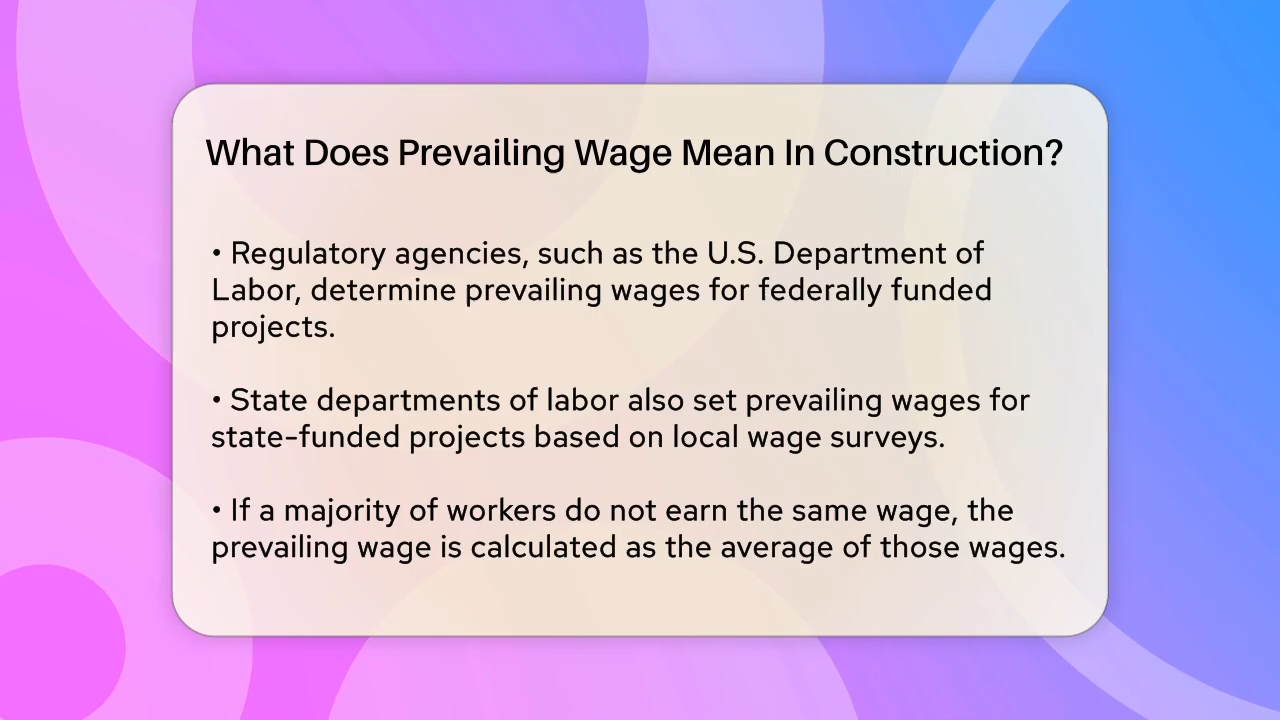 What Does Prevailing Wage Mean In Construction?
• Regulatory agencies, such as the U.S. Department of
Labor, determine prevailing wages for federally funded
projects.
• State departments of labor also set prevailing wages for
state-funded projects based on local wage surveys.
• If a majority of workers do not earn the same wage, the
prevailing wage is calculated as the average of those wages.